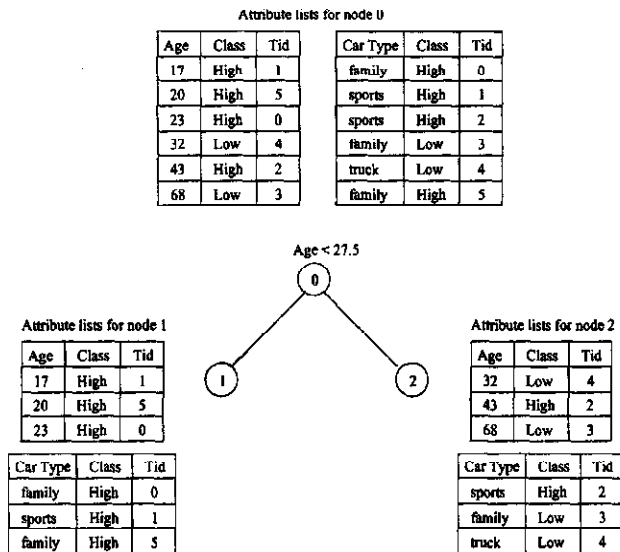 Attribute lists for node 0
Age Class Tid
17 High 1
20 High 5
23 High 0
32 Low 4
43 High 2
68 Low 3
Car Type Class Tid
family High 0
sports High 1
sports High 2
family Low 3
truck Low 4
family High 5
Age < 27.5
0
1
2
Attribute lists for node 1
Age Class Tid
17 High 1
20 High 5
23 High 0
Car Type Class Tid
family High 0
sports High 1
family High 5
Attribute lists for node 2
Age Class Tid
32 Low 4
43 High 2
68 Low 3
Car Type Class Tid
sports High 2
family Low 3
truck Low 4